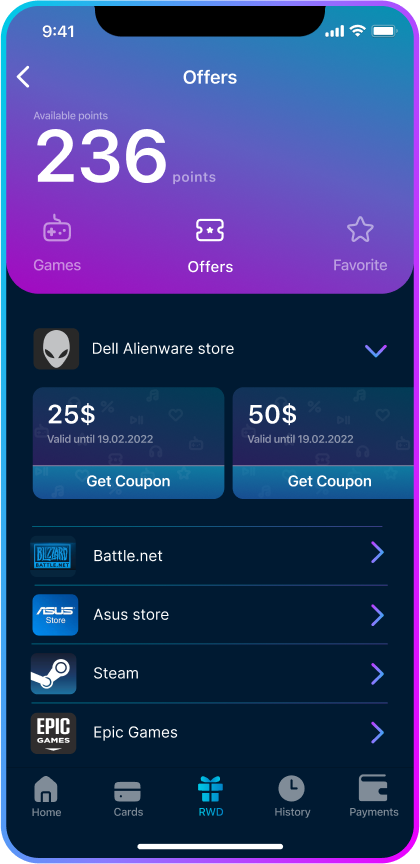 9:41
Offers
Available points
236 points
Games Offers Favorite
Dell Alienware store
25$ 50$
Valid until 19.02.2022 Valid until 19.02.2022
Get Coupon Get Coupon
BLIZZARD
BATTLE.NET
Battle.net
ASUS
Store
Asus store
Steam
EPIC
GAMES
Epic Games
Home Cards RWD History Payments